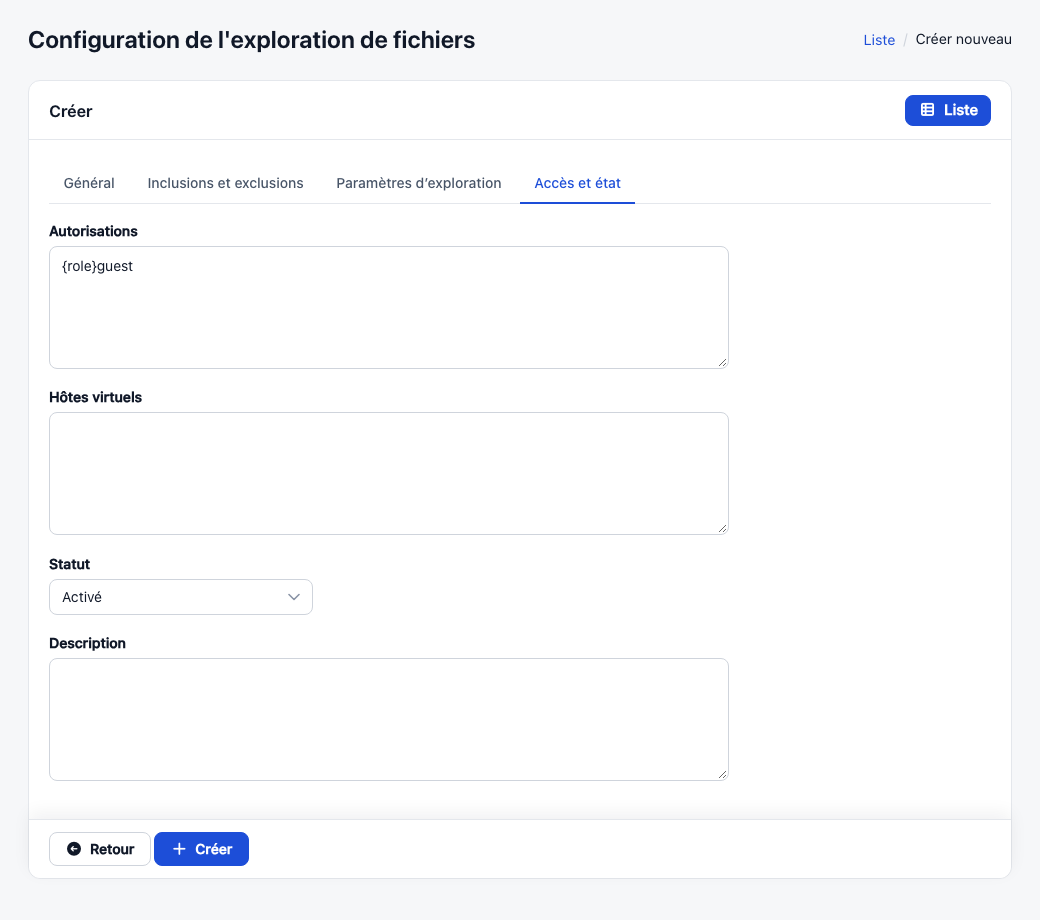 Configuration de l'exploration de fichiers
Liste / Créer nouveau
Créer
Liste
Général Inclusions et exclusions Paramètres d’exploration Accès et état
Autorisations
{role}guest
Hôtes virtuels
Statut
Activé
Description
Retour
Créer